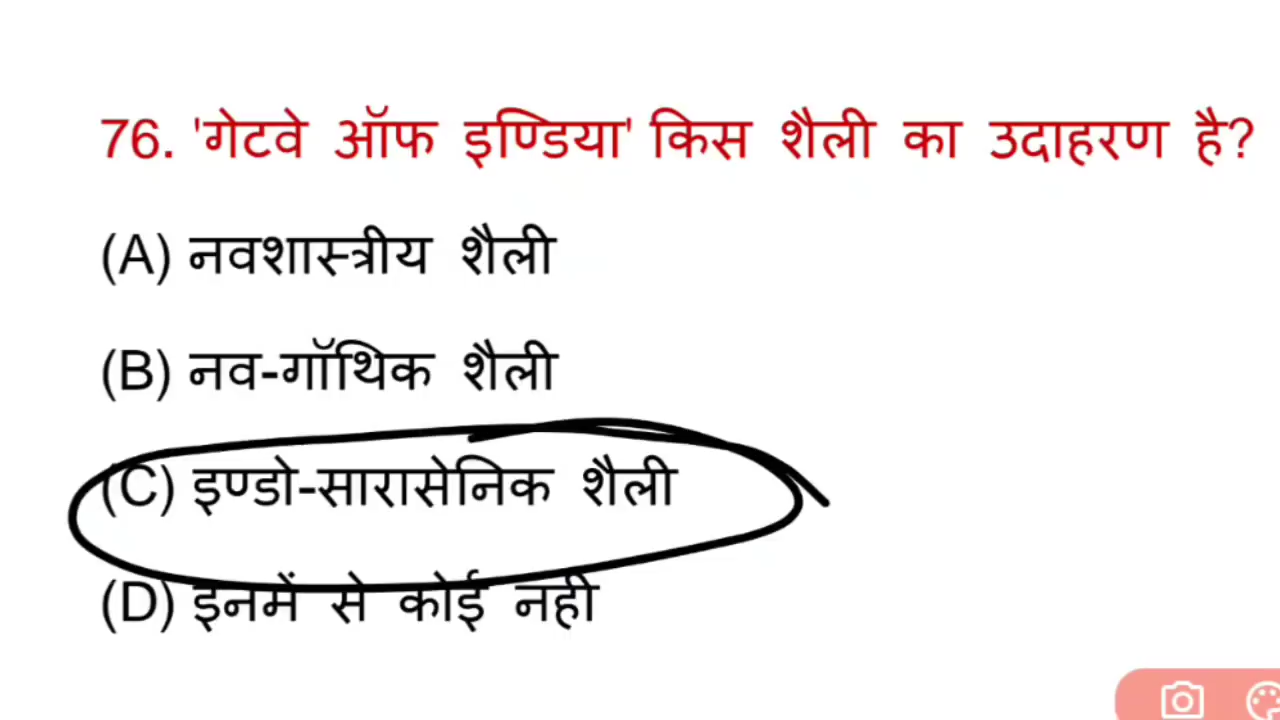 76. 'गेटवे ऑफ इण्डिया' किस शैली का उदाहरण है?
(A) नवशास्त्रीय शैली
(B) नव-गॉथिक शैली
(C) इण्डो-सारासेनिक शैली
(D) इनमें से कोई नही